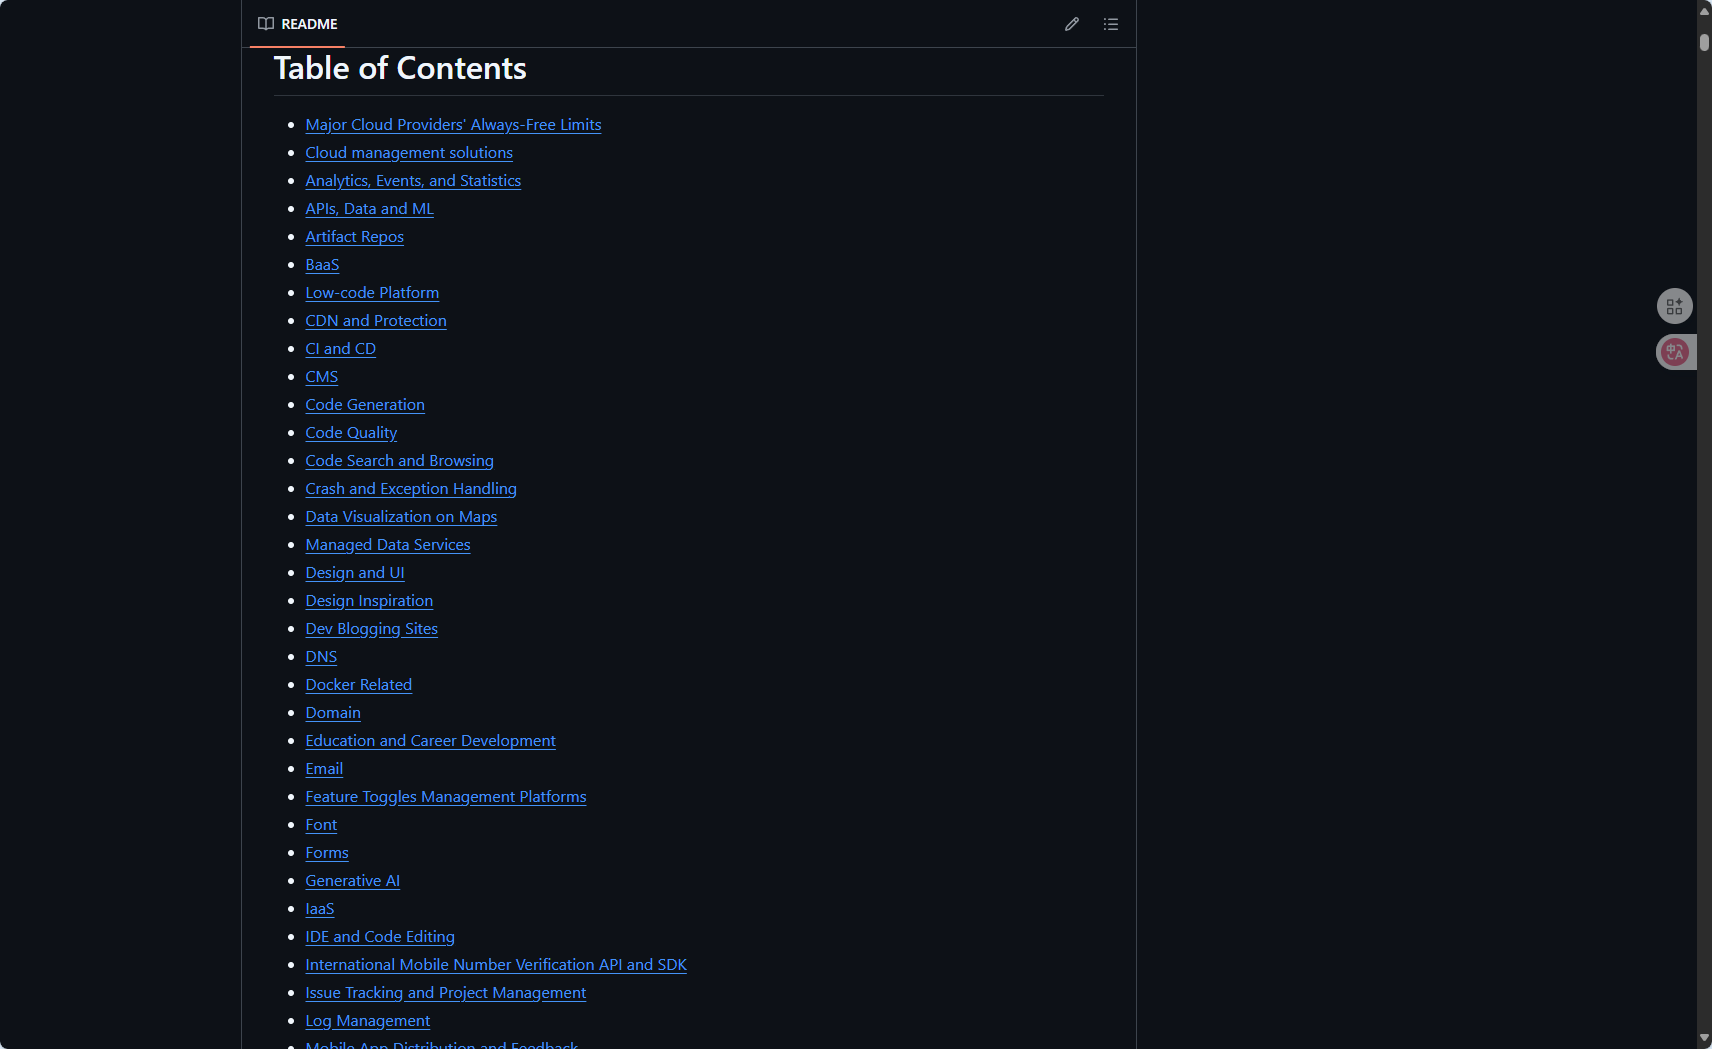 README
Table of Contents
Major Cloud Providers' Always-Free Limits
Cloud management solutions
Analytics, Events, and Statistics
APIs, Data and ML
Artifact Repos
BaaS
Low-code Platform
CDN and Protection
CI and CD
CMS
Code Generation
Code Quality
Code Search and Browsing
Crash and Exception Handling
Data Visualization on Maps
Managed Data Services
Design and UI
Design Inspiration
Dev Blogging Sites
DNS
Docker Related
Domain
Education and Career Development
Email
Feature Toggles Management Platforms
Font
Forms
Generative AI
IaaS
IDE and Code Editing
International Mobile Number Verification API and SDK
Issue Tracking and Project Management
Log Management
Mobile App Distribution and Feedback